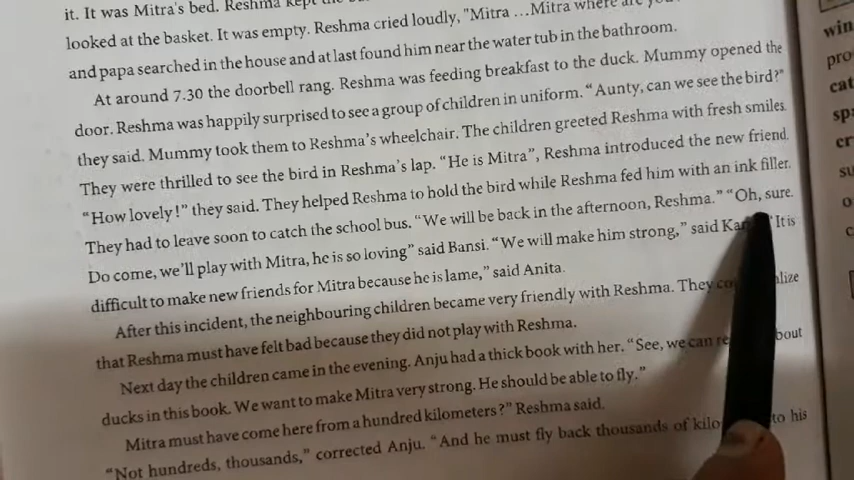 it. It was Mitra's bed. Reshma kept the
looked at the basket. It was empty. Reshma cried loudly, "Mitra ...Mitra where are you
and papa searched in the house and at last found him near the water tub in the bathroom.
At around 7.30 the doorbell rang. Reshma was feeding breakfast to the duck. Mummy opened the
door. Reshma was happily surprised to see a group of children in uniform. "Aunty, can we see the bird?"
they said. Mummy took them to Reshma's wheelchair. The children greeted Reshma with fresh smiles.
They were thrilled to see the bird in Reshma's lap. "He is Mitra", Reshma introduced the new friend.
"How lovely!" they said. They helped Reshma to hold the bird while Reshma fed him with an ink filler.
They had to leave soon to catch the school bus. "We will be back in the afternoon, Reshma." "Oh, sure.
Do come, we'll play with Mitra, he is so loving" said Bansi. "We will make him strong," said "It is
difficult to make new friends for Mitra because he is lame," said Anita.
After this incident, the neighbouring children became very friendly with Reshma. They
that Reshma must have felt bad because they did not play with Reshma.
Next day the children came in the evening. Anju had a thick book with her. "See, we can about
ducks in this book. We want to make Mitra very strong. He should be able to fly."
Mitra must have come here from a hundred kilometers?" Reshma said.
"Not hundreds, thousands," corrected Anju. "And he must fly back thousands of to his
win